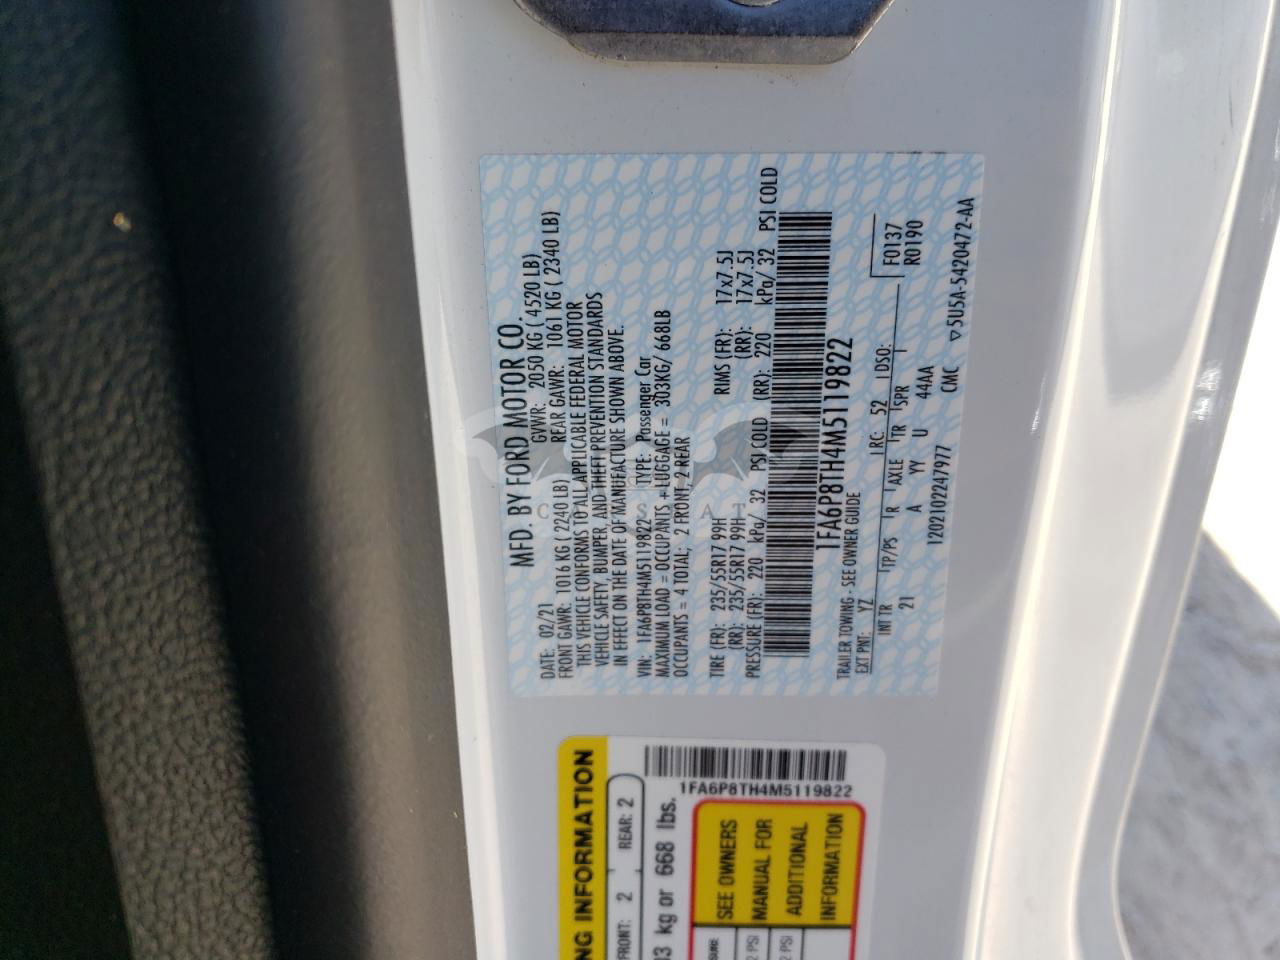 MFD. BY FORD MOTOR CO.
DATE: 02/21 GVWR: 2050 KG ( 4520 LB)
FRONT GAWR: 1016 KG ( 2240 LB) REAR GAWR: 1061 KG ( 2340 LB)
THIS VEHICLE CONFORMS TO ALL APPLICABLE FEDERAL MOTOR
VEHICLE SAFETY, BUMPER, AND THEFT PREVENTION STANDARDS
IN EFFECT ON THE DATE OF MANUFACTURE SHOWN ABOVE.
VIN: 1FA6P8TH4M5119822 TYPE: Passenger Car
MAXIMUM LOAD = OCCUPANTS + LUGGAGE = 303KG/ 668LB
OCCUPANTS = 4 TOTAL; 2 FRONT, 2 REAR
TIRE (FR): 235/55R17 99H RIMS (FR): 17x7.5J
(RR): 235/55R17 99H (RR): 17x7.5J
PRESSURE (FR): 220 kPa/ 32 PSI COLD (RR): 220 kPa/ 32 PSI COLD
1FA6P8TH4M5119822
TRAILER TOWING - SEE OWNER GUIDE
EXT PNT: YZ RC: 52 DSO: F0137
INT TR TP/PS R AXLE TR SPR R0190
21 A YY U 44AA
1202102247977 CMC 5U5A-5420472-AA
1FA6P8TH4M5119822
NG INFORMATION
FRONT: 2 REAR: 2
kg or 668 lbs.
SEE OWNERS
MANUAL FOR
ADDITIONAL
INFORMATION
2 PSI
2 PSI